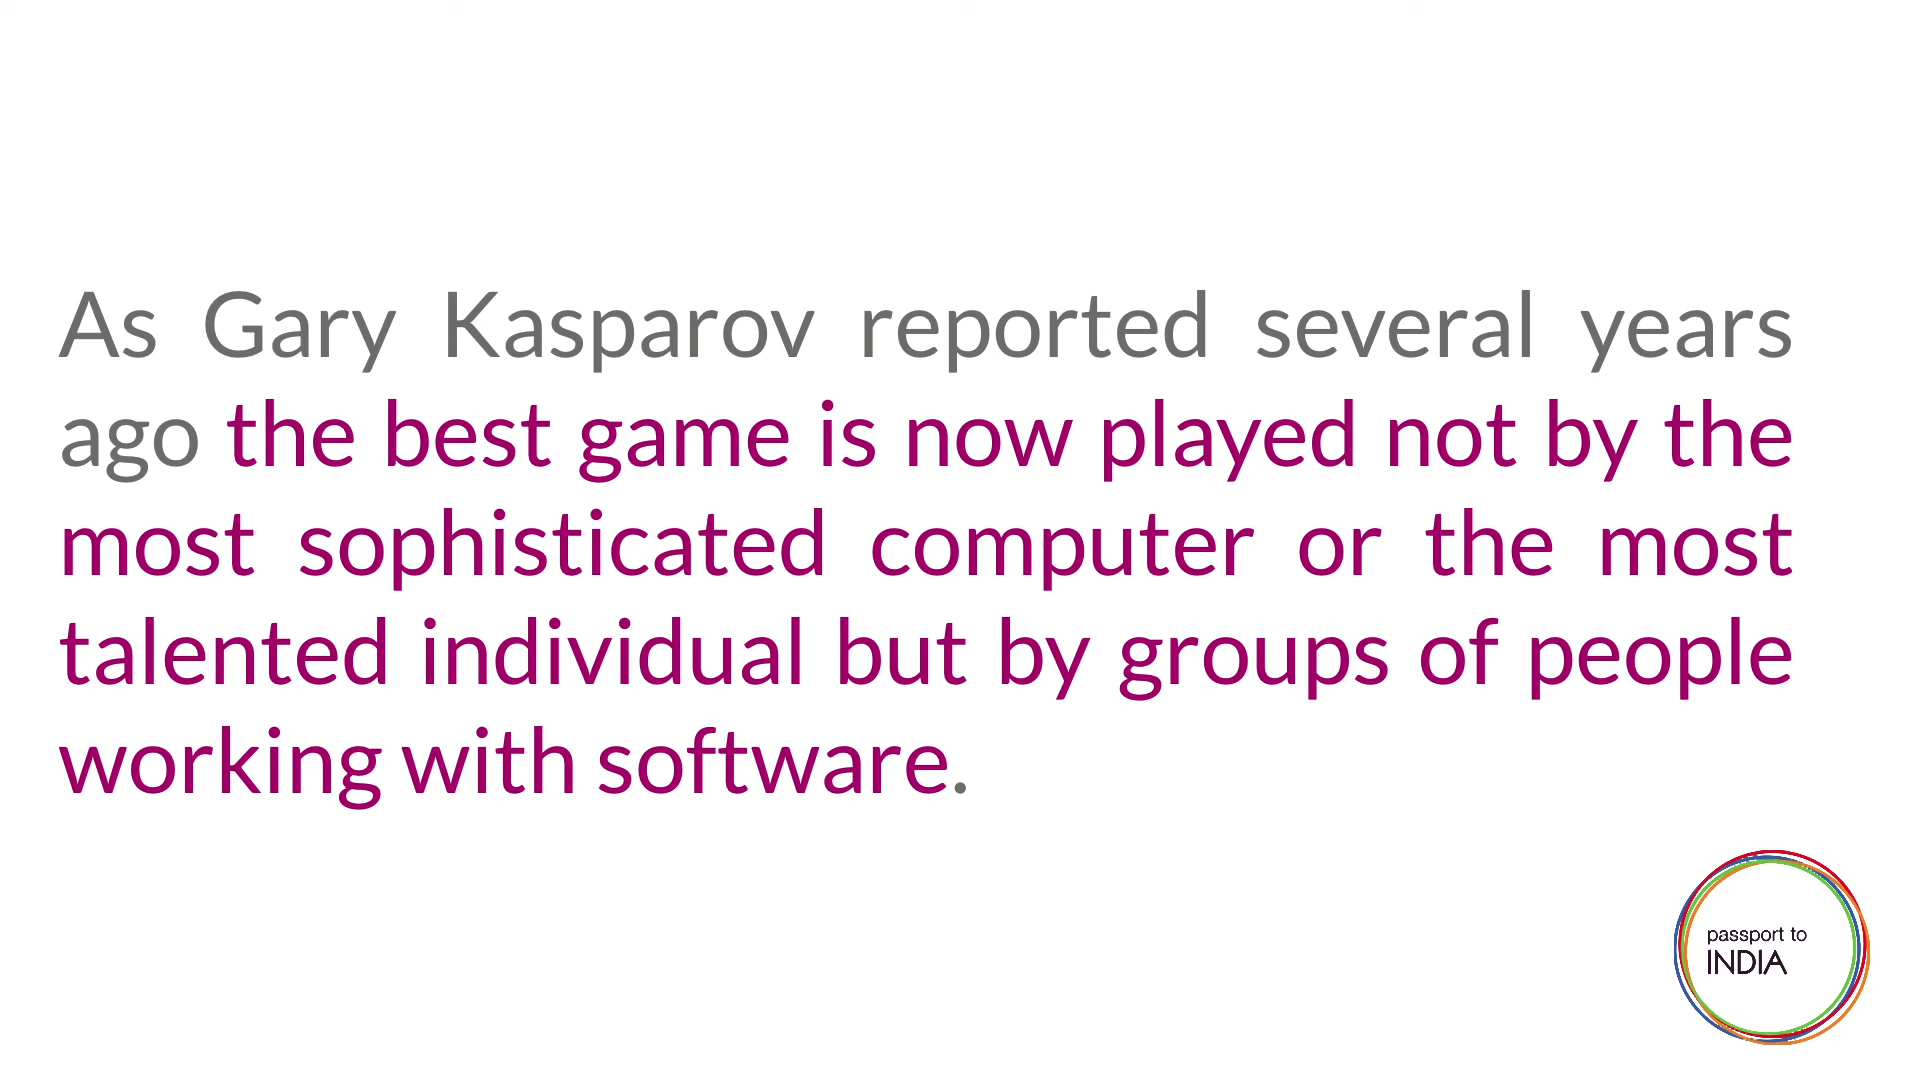 As Gary Kasparov reported several years
ago the best game is now played not by the
most sophisticated computer or the most
talented individual but by groups of people
working with software.
passport to
INDIA